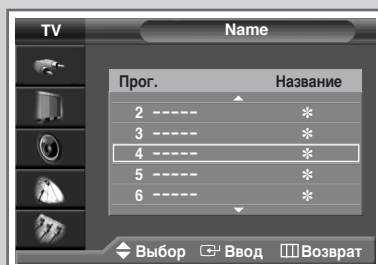 TV Name
Прог. Название
2 ----- ✻
3 ----- ✻
4 ----- ✻
5 ----- ✻
6 ----- ✻
Выбор Ввод Возврат